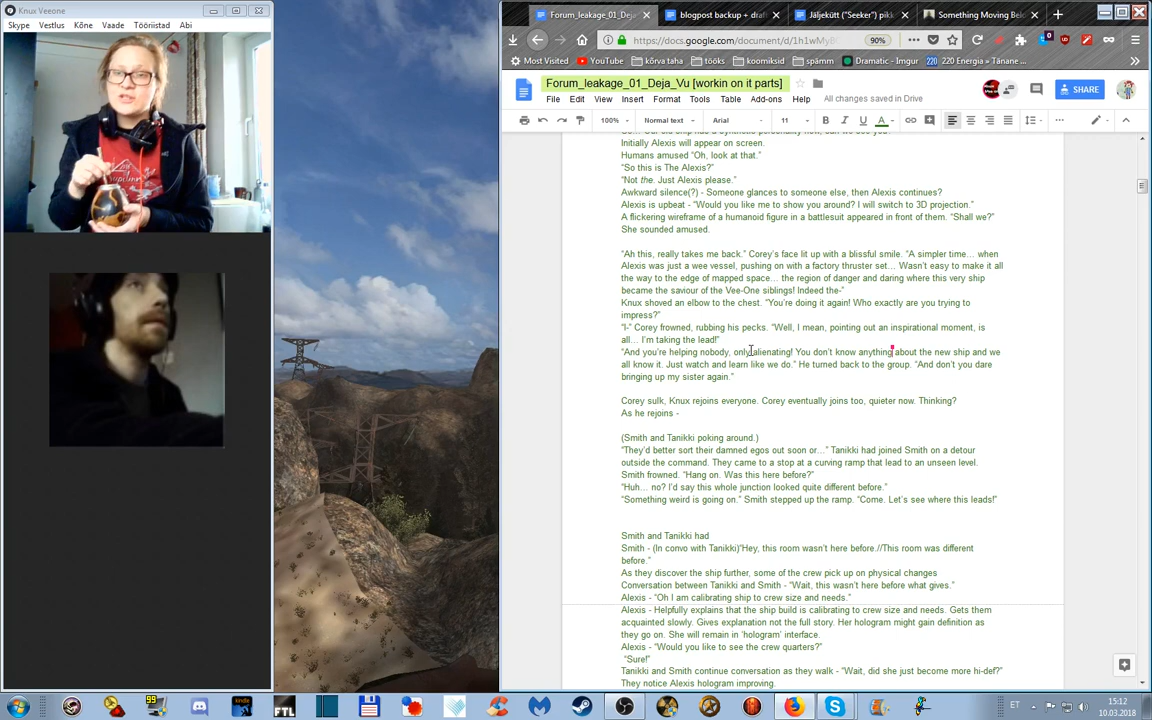 Knux Veeone
Skype Vestlus Kõne Vaade Tööriistad Abi
Forum_leakage_01_Deja_
blogpost backup + draft
Jäljekütt ("Seeker") pikk
Something Moving Bel
https://docs.google.com/document/d/1h1wMyB
90%
Most Visited YouTube kõrva taha tööks spämm Dramatic - Imgur 220 Energia » Tänane ...
Forum_leakage_01_Deja_Vu [workin on it parts]
File Edit View Insert Format Tools Table Add-ons Help All changes saved in Drive
SHARE
100% Normal text Arial 11
Initially Alexis will appear on screen.
Humans amused “Oh, look at that.”
“So this is The Alexis?”
“Not the. Just Alexis please.”
Awkward silence(?) - Someone glances to someone else, then Alexis continues?
Alexis is upbeat - “Would you like me to show you around? I will switch to 3D projection.”
A flickering wireframe of a humanoid figure in a battlesuit appeared in front of them. “Shall we?”
She sounded amused.
“Ah this, really takes me back.” Corey’s face lit up with a blissful smile. “A simpler time… when
Alexis was just a wee vessel, pushing on with a factory thruster set… Wasn’t easy to make it all
the way to the edge of mapped space… the region of danger and daring where this very ship
became the saviour of the Vee-One siblings! Indeed the-”
Knux shoved an elbow to the chest. “You’re doing it again! Who exactly are you trying to
impress?”
“I-” Corey frowned, rubbing his pecks. “Well, I mean, pointing out an inspirational moment, is
all… I’m taking the lead!”
“And you’re helping nobody, only alienating! You don’t know anything about the new ship and we
all know it. Just watch and learn like we do.” He turned back to the group. “And don’t you dare
bringing up my sister again.”
Corey sulk, Knux rejoins everyone. Corey eventually joins too, quieter now. Thinking?
As he rejoins -
(Smith and Tanikki poking around.)
“They’d better sort their damned egos out soon or…” Tanikki had joined Smith on a detour
outside the command. They came to a stop at a curving ramp that lead to an unseen level.
Smith frowned. “Hang on. Was this here before?”
“Huh… no? I’d say this whole junction looked quite different before.”
“Something weird is going on.” Smith stepped up the ramp. “Come. Let’s see where this leads!”
Smith and Tanikki had
Smith - (In convo with Tanikki)“Hey, this room wasn’t here before.//This room was different
before.”
As they discover the ship further, some of the crew pick up on physical changes
Conversation between Tanikki and Smith - “Wait, this wasn’t here before what gives.”
Alexis - “Oh I am calibrating ship to crew size and needs.”
Alexis - Helpfully explains that the ship build is calibrating to crew size and needs. Gets them
acquainted slowly. Gives explanation not the full story. Her hologram might gain definition as
they go on. She will remain in ‘hologram’ interface.
Alexis - “Would you like to see the crew quarters?”
“Sure!”
Tanikki and Smith continue conversation as they walk - “Wait, did she just become more hi-def?”
They notice Alexis hologram improving.
kindle
FTL
ET
15:12
10.03.2018